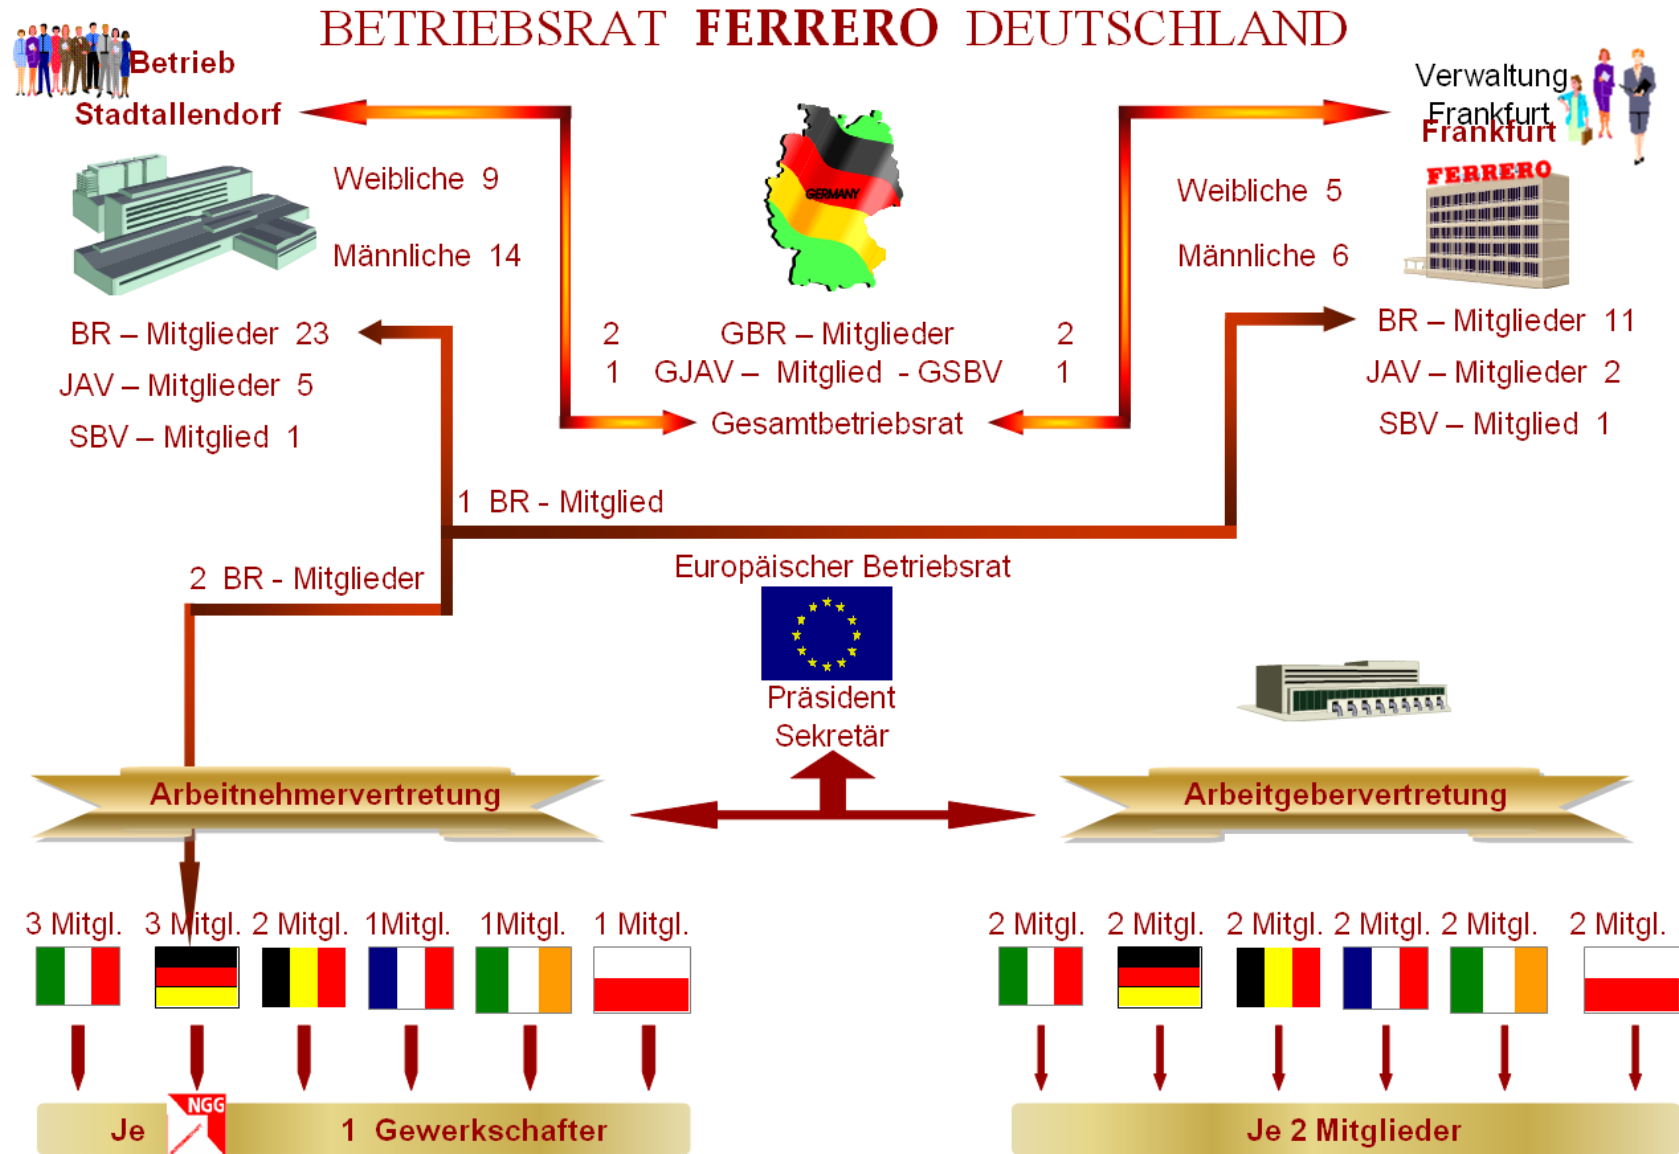 BETRIEBSRAT FERRERO DEUTSCHLAND
Betrieb
Stadtallendorf
Verwaltung
Frankfurt
Frankfurt
FERRERO
GERMANY
Weibliche 9
Männliche 14
Weibliche 5
Männliche 6
BR – Mitglieder 23
JAV – Mitglieder 5
SBV – Mitglied 1
2 GBR – Mitglieder 2
1 GJAV – Mitglied - GSBV 1
Gesamtbetriebsrat
BR – Mitglieder 11
JAV – Mitglieder 2
SBV – Mitglied 1
1 BR - Mitglied
2 BR - Mitglieder
Europäischer Betriebsrat
Präsident
Sekretär
Arbeitnehmervertretung
Arbeitgebervertretung
3 Mitgl. 3 Mitgl. 2 Mitgl. 1Mitgl. 1Mitgl. 1 Mitgl.
2 Mitgl. 2 Mitgl. 2 Mitgl. 2 Mitgl. 2 Mitgl. 2 Mitgl.
Je NGG 1 Gewerkschafter
Je 2 Mitglieder